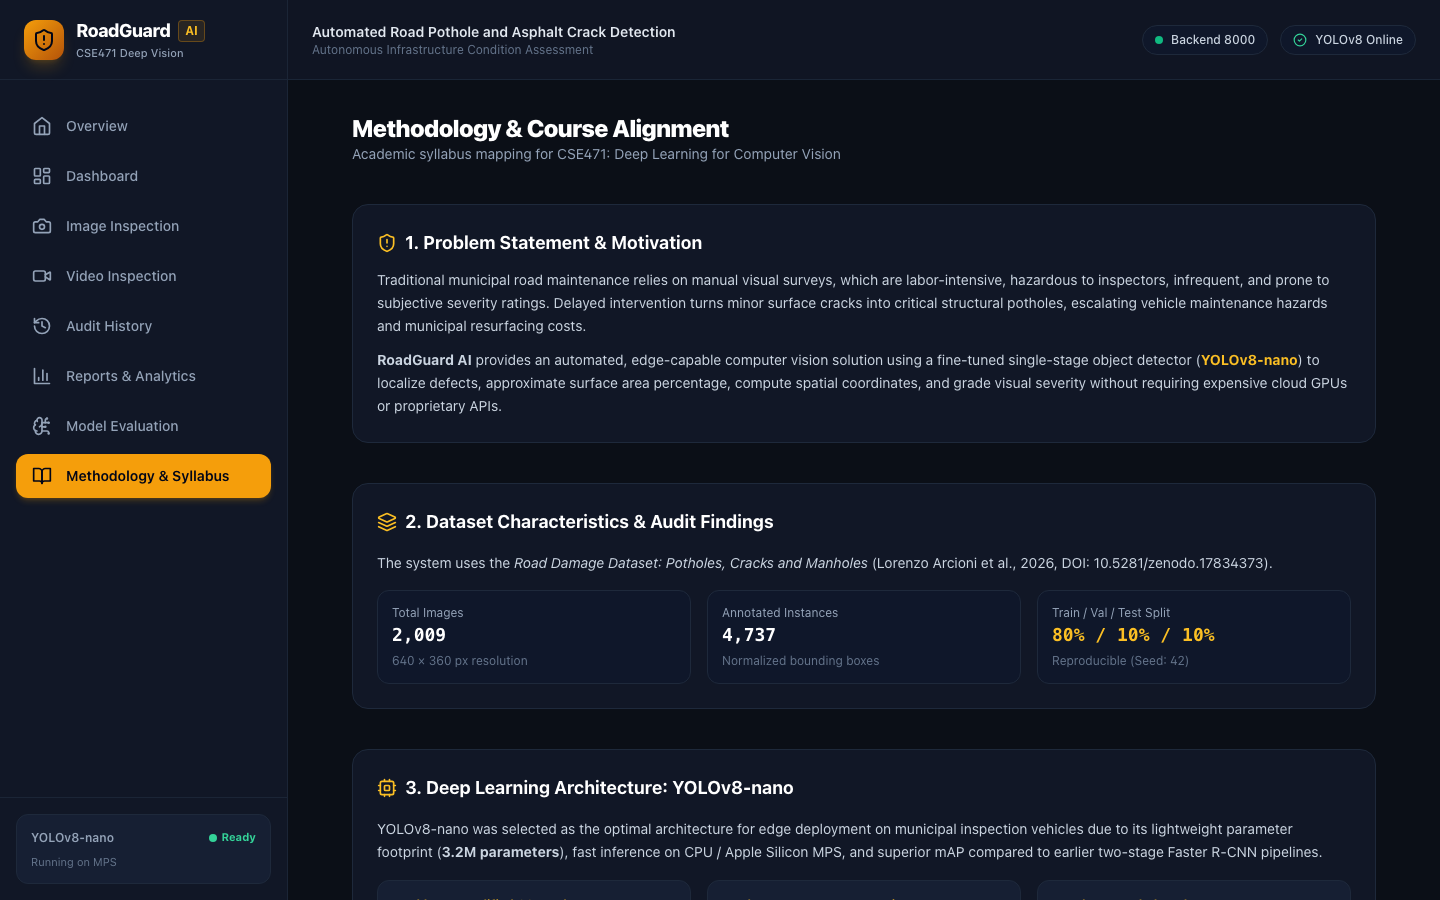 RoadGuard AI
CSE471 Deep Vision
Automated Road Pothole and Asphalt Crack Detection
Autonomous Infrastructure Condition Assessment
Backend 8000
YOLOv8 Online
Overview
Dashboard
Image Inspection
Video Inspection
Audit History
Reports & Analytics
Model Evaluation
Methodology & Syllabus
YOLOv8-nano
Ready
Running on MPS
Methodology & Course Alignment
Academic syllabus mapping for CSE471: Deep Learning for Computer Vision
1. Problem Statement & Motivation
Traditional municipal road maintenance relies on manual visual surveys, which are labor-intensive, hazardous to inspectors, infrequent, and prone to
subjective severity ratings. Delayed intervention turns minor surface cracks into critical structural potholes, escalating vehicle maintenance hazards
and municipal resurfacing costs.
RoadGuard AI provides an automated, edge-capable computer vision solution using a fine-tuned single-stage object detector (YOLOv8-nano) to
localize defects, approximate surface area percentage, compute spatial coordinates, and grade visual severity without requiring expensive cloud GPUs
or proprietary APIs.
2. Dataset Characteristics & Audit Findings
The system uses the Road Damage Dataset: Potholes, Cracks and Manholes (Lorenzo Arcioni et al., 2026, DOI: 10.5281/zenodo.17834373).
Total Images
2,009
640 × 360 px resolution
Annotated Instances
4,737
Normalized bounding boxes
Train / Val / Test Split
80% / 10% / 10%
Reproducible (Seed: 42)
3. Deep Learning Architecture: YOLOv8-nano
YOLOv8-nano was selected as the optimal architecture for edge deployment on municipal inspection vehicles due to its lightweight parameter
footprint (3.2M parameters), fast inference on CPU / Apple Silicon MPS, and superior mAP compared to earlier two-stage Faster R-CNN pipelines.